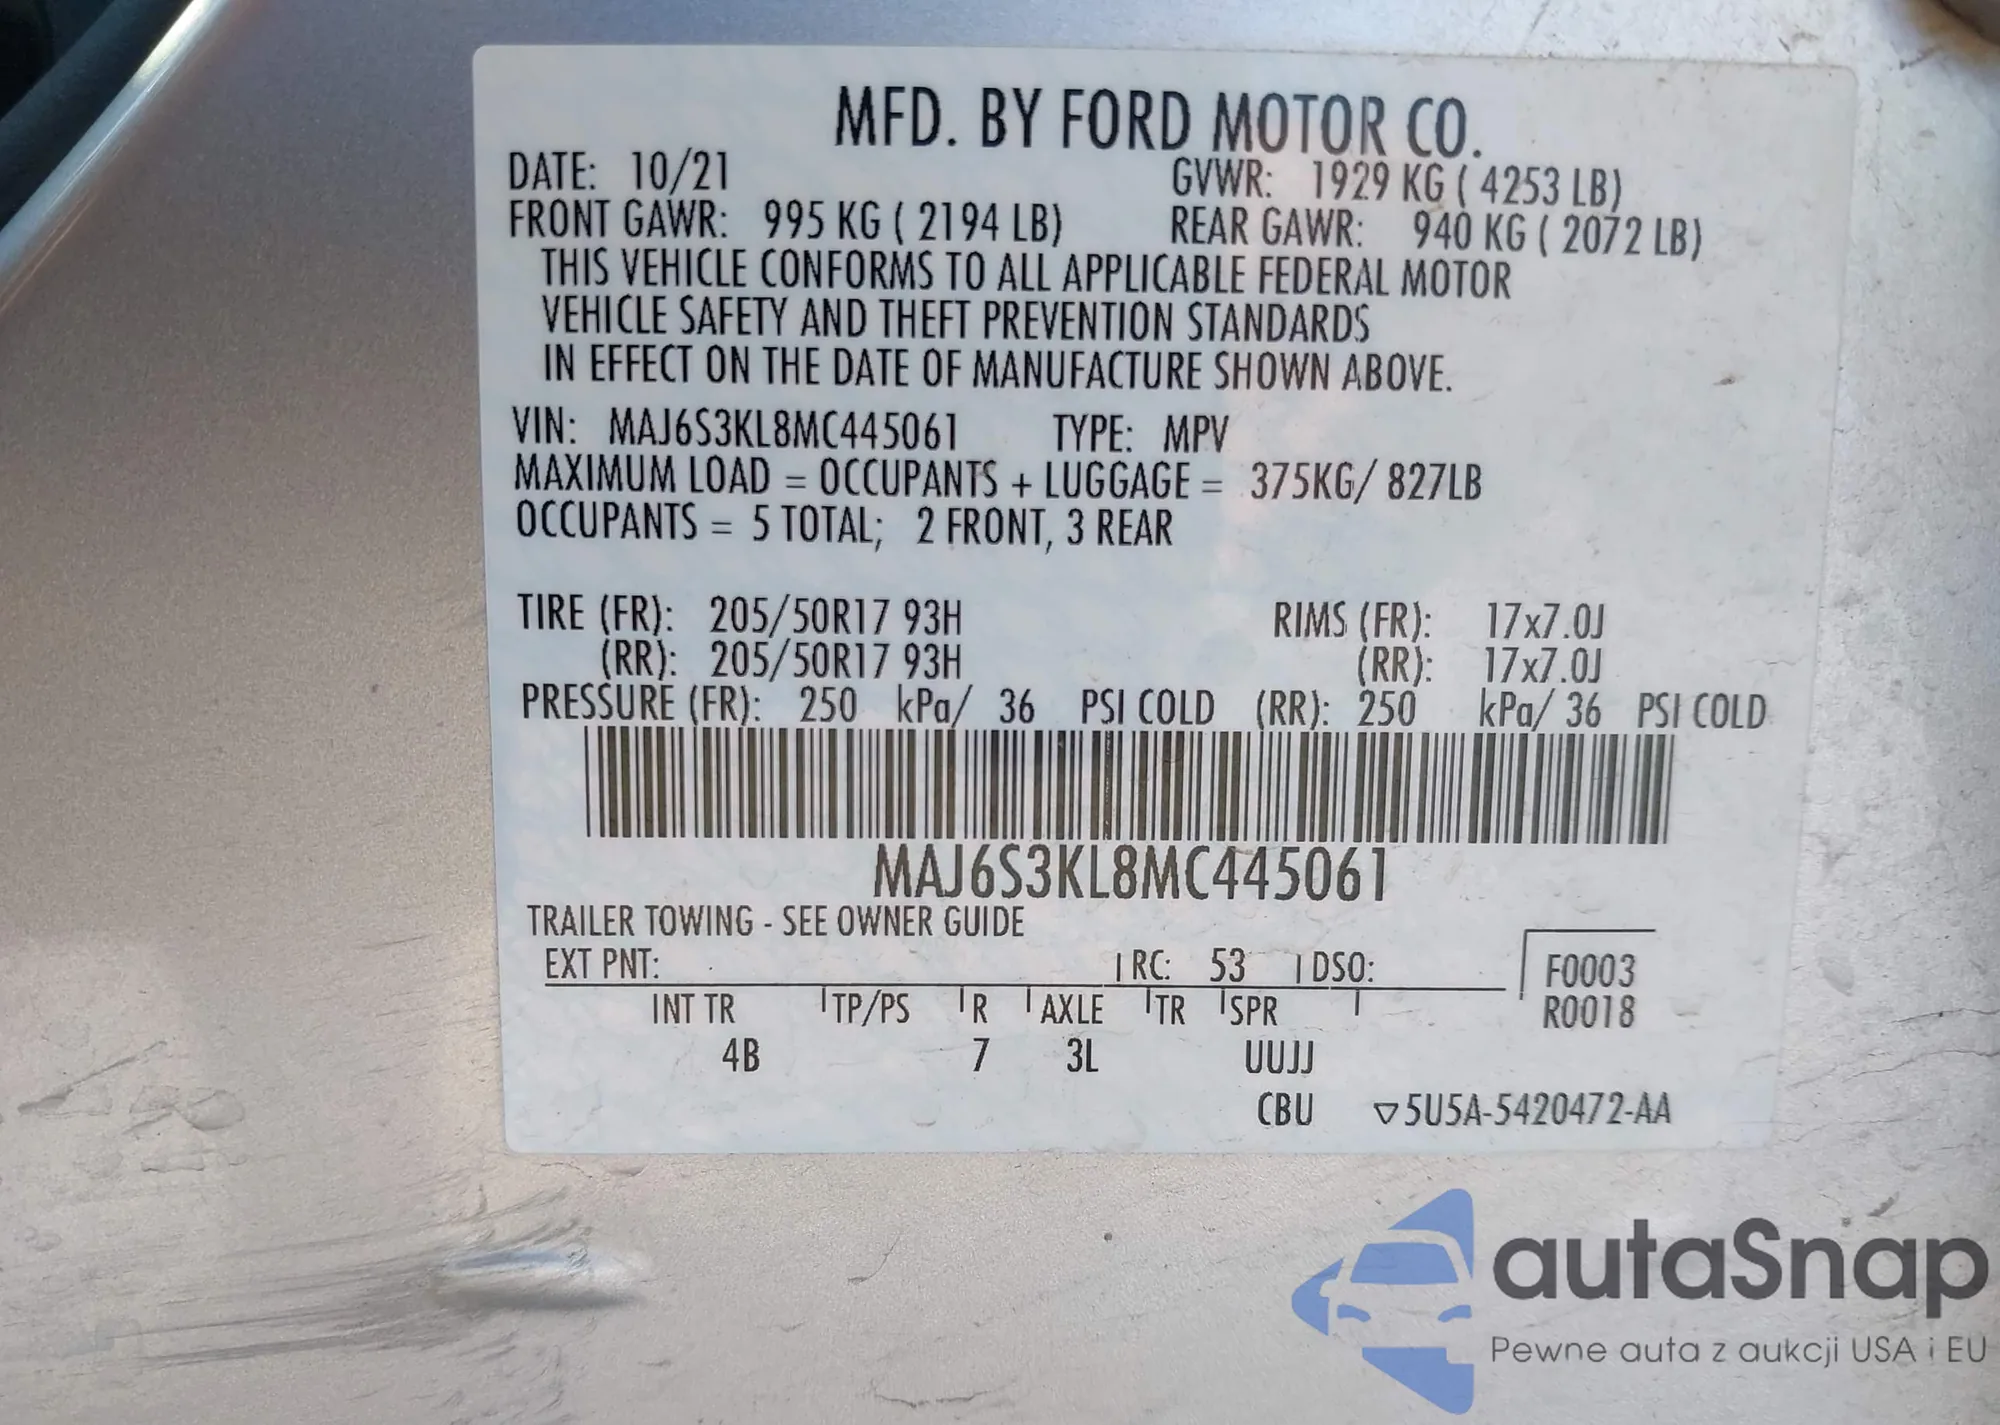 MFD. BY FORD MOTOR CO.
DATE: 10/21 GVWR: 1929 KG ( 4253 LB)
FRONT GAWR: 995 KG ( 2194 LB) REAR GAWR: 940 KG ( 2072 LB)
THIS VEHICLE CONFORMS TO ALL APPLICABLE FEDERAL MOTOR
VEHICLE SAFETY AND THEFT PREVENTION STANDARDS
IN EFFECT ON THE DATE OF MANUFACTURE SHOWN ABOVE.
VIN: MAJ6S3KL8MC445061 TYPE: MPV
MAXIMUM LOAD = OCCUPANTS + LUGGAGE = 375KG/ 827LB
OCCUPANTS = 5 TOTAL; 2 FRONT, 3 REAR
TIRE (FR): 205/50R17 93H RIMS (FR): 17x7.0J
(RR): 205/50R17 93H (RR): 17x7.0J
PRESSURE (FR): 250 kPa/ 36 PSI COLD (RR): 250 kPa/ 36 PSI COLD
MAJ6S3KL8MC445061
TRAILER TOWING - SEE OWNER GUIDE
EXT PNT: RC: 53 DSO: F0003
INT TR TP/PS R AXLE TR SPR R0018
4B 7 3L UUJJ
CBU ▽5U5A-5420472-AA
autaSnap
Pewne auta z aukcji USA i EU